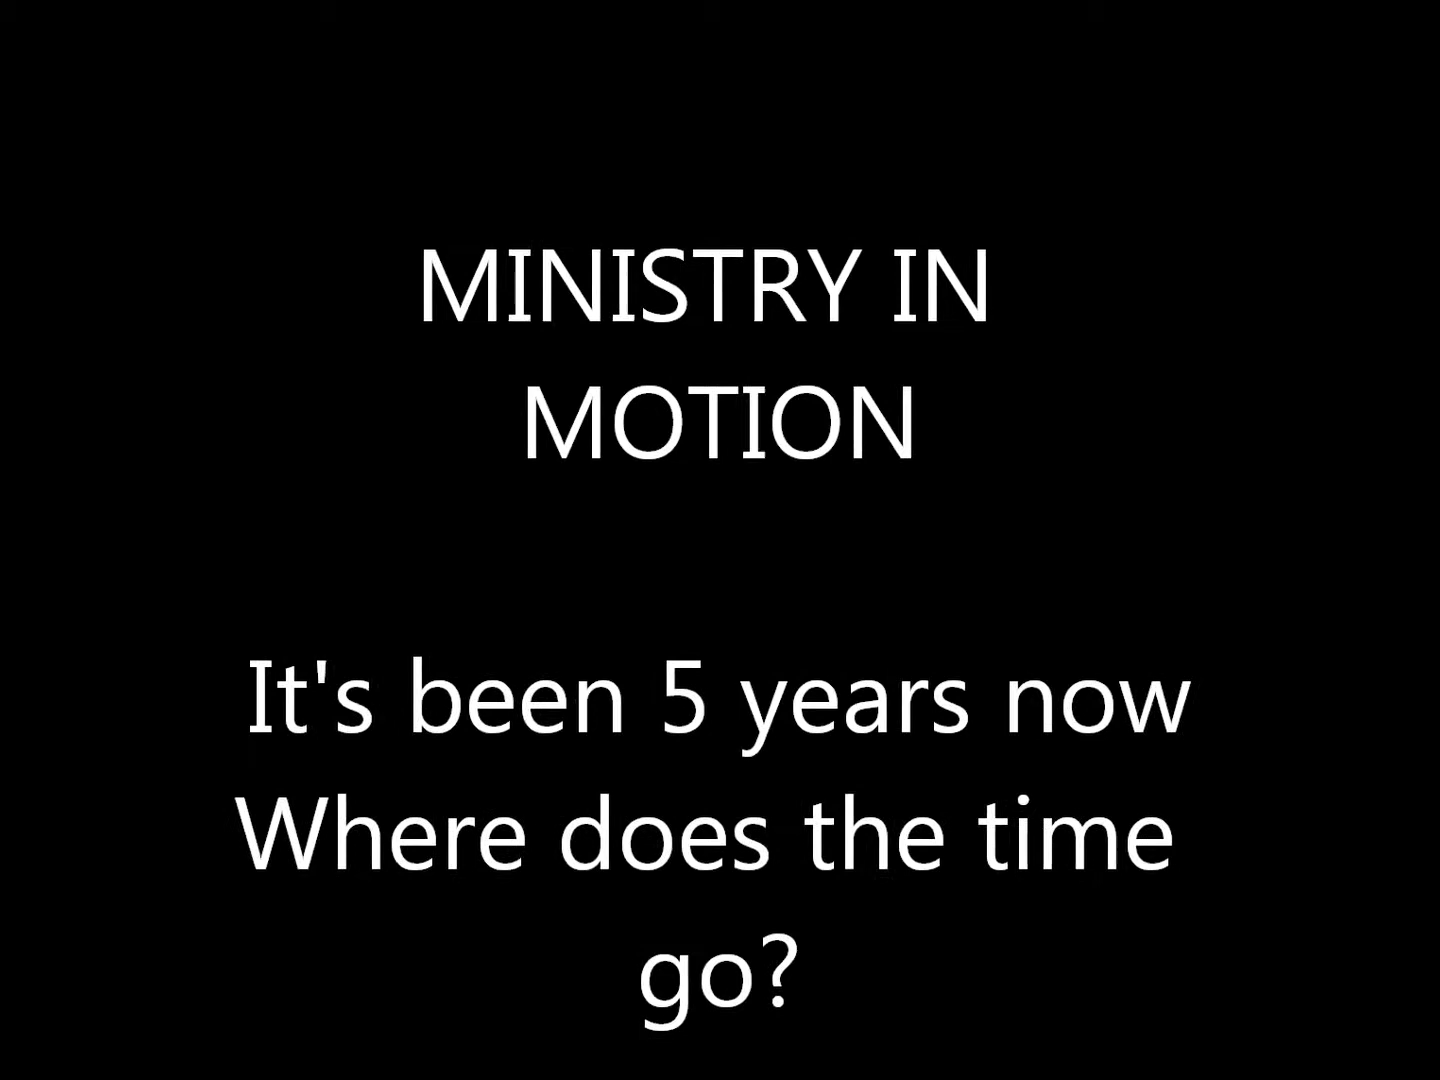 MINISTRY IN
MOTION
It's been 5 years now
Where does the time
go?